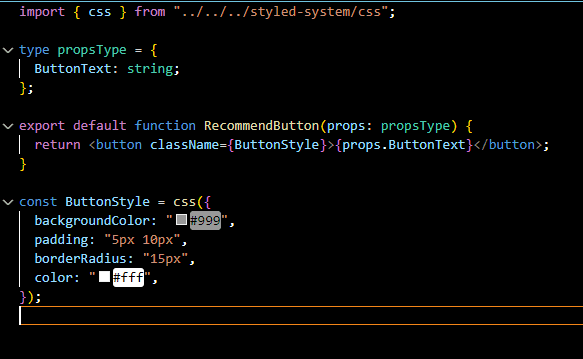 import { css } from "../../../styled-system/css";
type propsType = {
ButtonText: string;
};
export default function RecommendButton(props: propsType) {
return <button className={ButtonStyle}>{props.ButtonText}</button>;
}
const ButtonStyle = css({
backgroundColor: "#999",
padding: "5px 10px",
borderRadius: "15px",
color: "#fff",
});